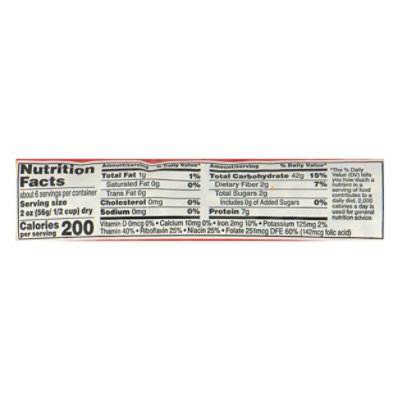 Nutrition
Facts
about 6 servings per container
Serving size
2 oz (56g/ 1/2 cup) dry
Calories
per serving 200
Amount/serving % Daily Value*
Total Fat 1g 1%
Saturated Fat 0g 0%
Trans Fat 0g
Cholesterol 0mg 0%
Sodium 0mg 0%
Amount/serving % Daily Value*
Total Carbohydrate 42g 15%
Dietary Fiber 2g 7%
Total Sugars 2g
Includes 0g of Added Sugars 0%
Protein 7g
Vitamin D 0mcg 0% • Calcium 10mg 0% • Iron 2mg 10% • Potassium 125mg 2%
Thamin 40% • Riboflavin 25% • Niacin 25% • Folate 251mcg DFE 60% (142mcg folic acid)
*The % Daily
Value (DV) tells
you how much a
nutrient in a
serving of food
contributes to a
daily diet. 2,000
calories a day is
used for general
nutrition advice.